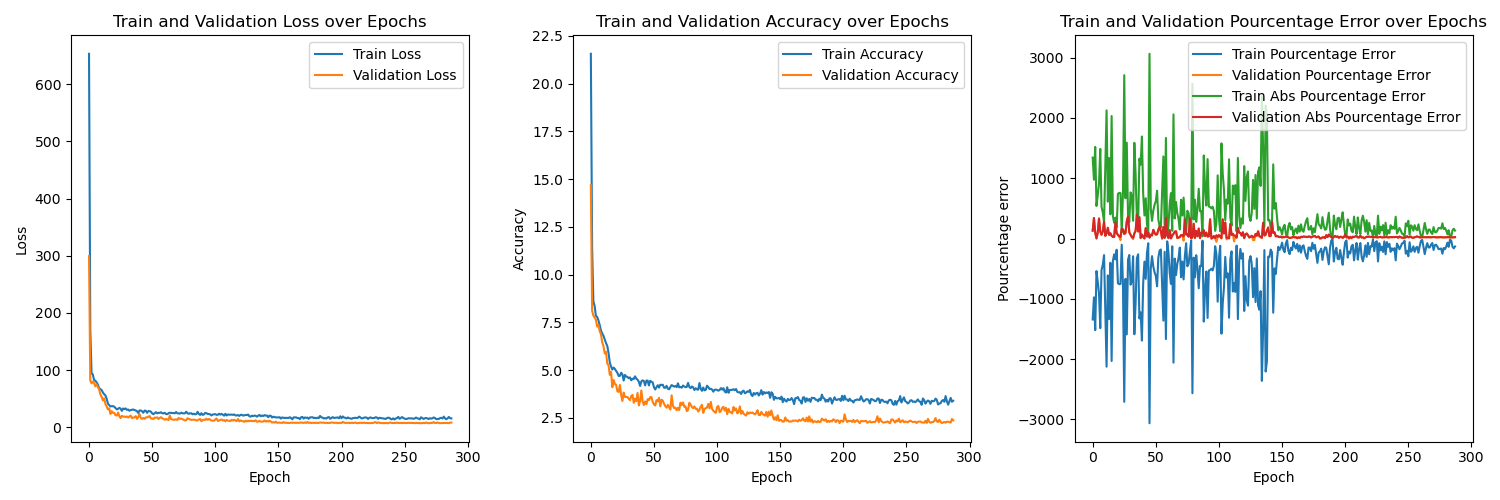 Train and Validation Loss over Epochs
Train Loss
Validation Loss
600
500
400
300
200
100
0
Loss
0 50 100 150 200 250 300
Epoch
Train and Validation Accuracy over Epochs
Train Accuracy
Validation Accuracy
22.5
20.0
17.5
15.0
12.5
10.0
7.5
5.0
2.5
Accuracy
0 50 100 150 200 250 300
Epoch
Train and Validation Pourcentage Error over Epochs
Train Pourcentage Error
Validation Pourcentage Error
Train Abs Pourcentage Error
Validation Abs Pourcentage Error
3000
2000
1000
0
−1000
−2000
−3000
Pourcentage error
0 50 100 150 200 250 300
Epoch